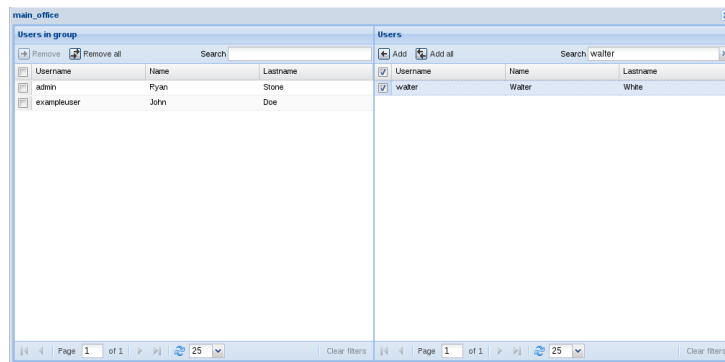 main_office
Users in group
Remove Remove all Search
Username Name Lastname
admin Ryan Stone
exampleuser John Doe
Page 1 of 1 25 Clear filters
Users
Add Add all Search walter
Username Name Lastname
walter Walter White
Page 1 of 1 25 Clear filters